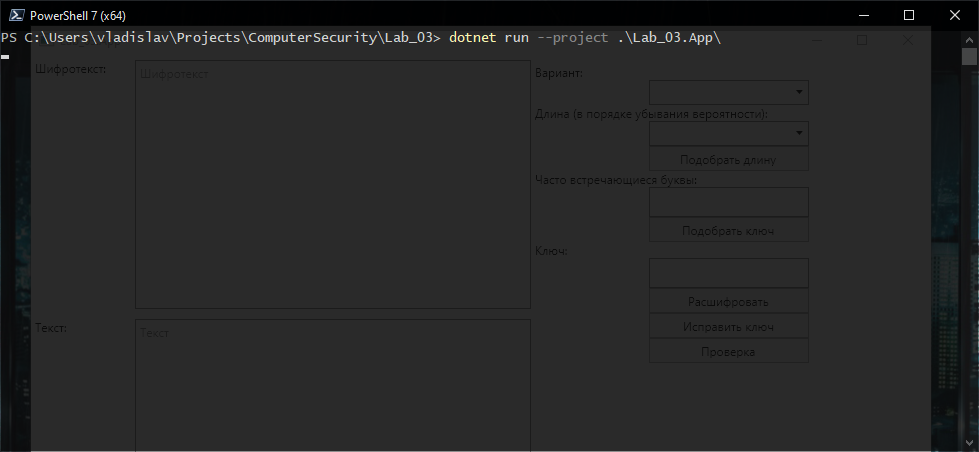 PowerShell 7 (x64)
PS C:\Users\vladislav\Projects\ComputerSecurity\Lab_03> dotnet run --project .\Lab_03.App\
Шифротекст:
Шифротекст
Вариант:
Длина (в порядке убывания вероятности):
Подобрать длину
Часто встречающиеся буквы:
Подобрать ключ
Ключ:
Расшифровать
Исправить ключ
Проверка
Текст:
Текст